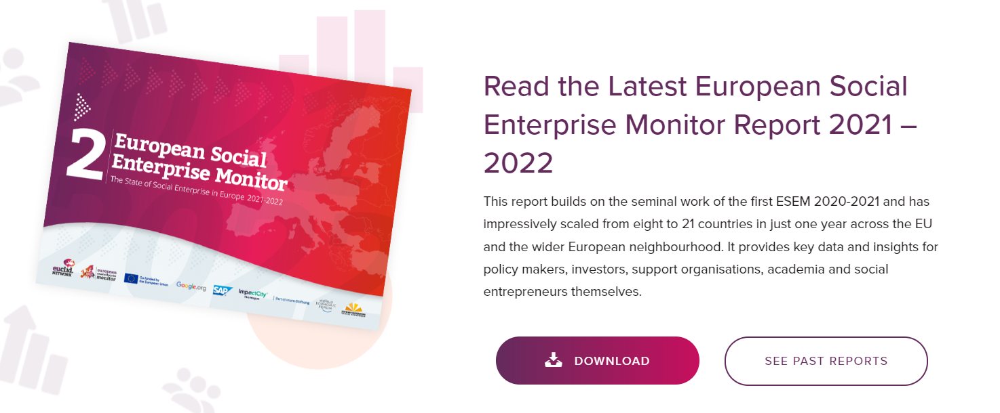 2
European Social
Enterprise Monitor
The State of Social Enterprise in Europe 2021-2022
euclid.
NETWORK
european
monitor
Co-funded by
the European Union
Google.org
SAP
ImpactCity
The Hague
BertelsmannStiftung
WORLD
ECONOMIC
FORUM
Read the Latest European Social
Enterprise Monitor Report 2021 –
2022
This report builds on the seminal work of the first ESEM 2020-2021 and has
impressively scaled from eight to 21 countries in just one year across the EU
and the wider European neighbourhood. It provides key data and insights for
policy makers, investors, support organisations, academia and social
entrepreneurs themselves.
DOWNLOAD
SEE PAST REPORTS